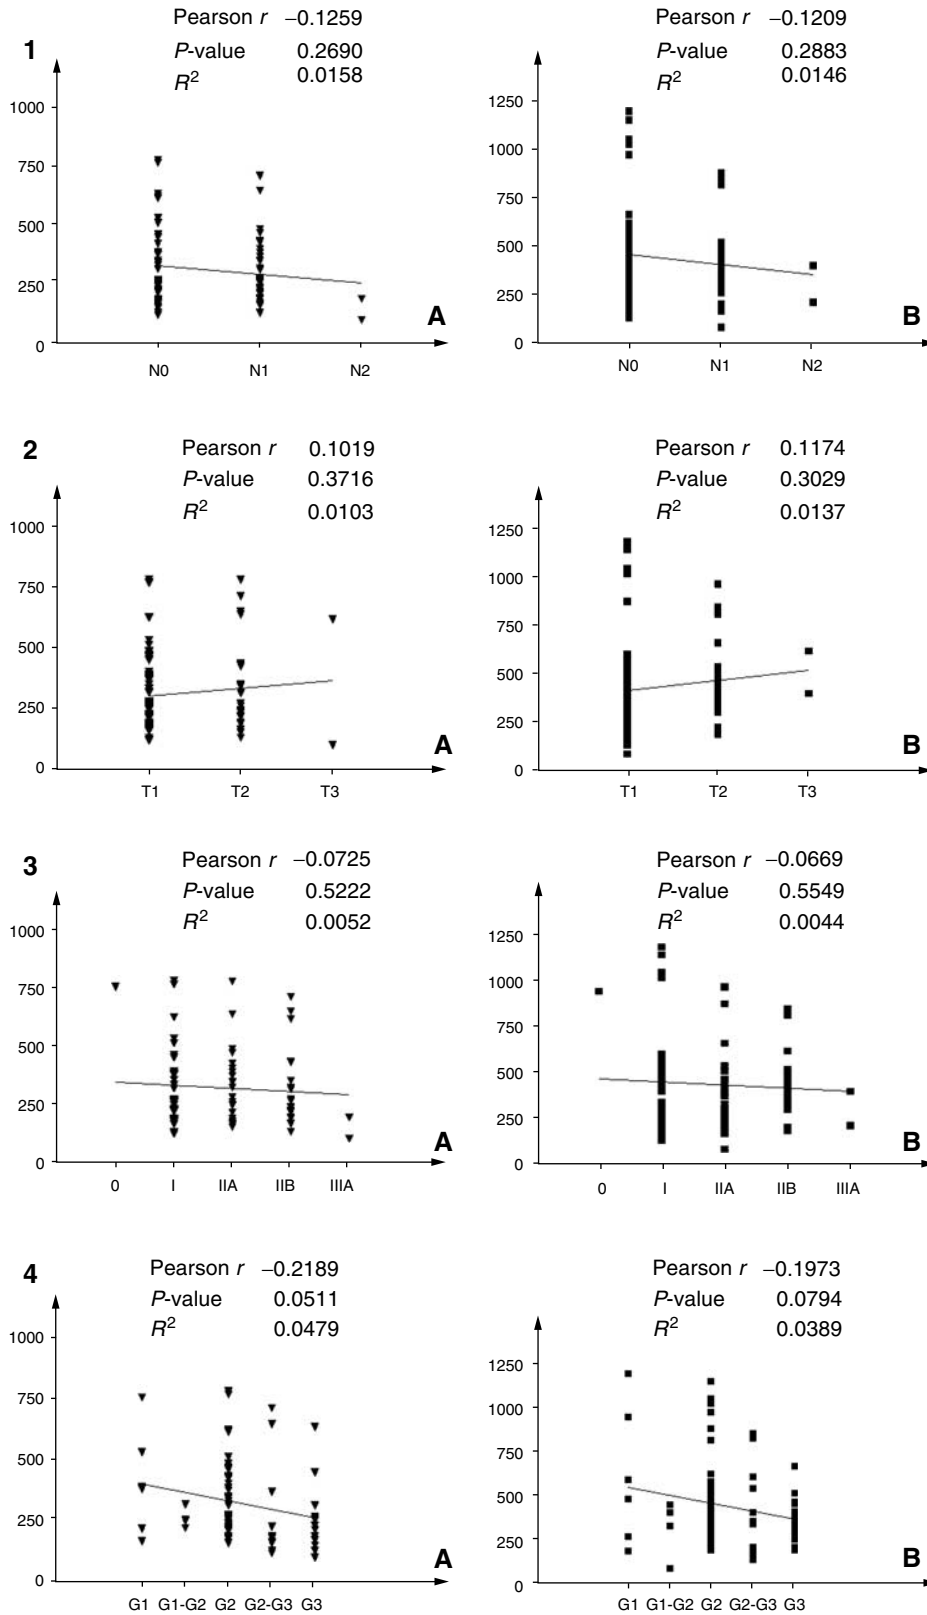 1
Pearson r −0.1259
P-value 0.2690
R² 0.0158
1000
750
500
250
0
N0 N1 N2
A
Pearson r −0.1209
P-value 0.2883
R² 0.0146
1250
1000
750
500
250
0
N0 N1 N2
B
2
Pearson r 0.1019
P-value 0.3716
R² 0.0103
1000
750
500
250
0
T1 T2 T3
A
Pearson r 0.1174
P-value 0.3029
R² 0.0137
1250
1000
750
500
250
0
T1 T2 T3
B
3
Pearson r −0.0725
P-value 0.5222
R² 0.0052
1000
750
500
250
0
0 I IIA IIB IIIA
A
Pearson r −0.0669
P-value 0.5549
R² 0.0044
1250
1000
750
500
250
0
0 I IIA IIB IIIA
B
4
Pearson r −0.2189
P-value 0.0511
R² 0.0479
1000
750
500
250
0
G1 G1-G2 G2 G2-G3 G3
A
Pearson r −0.1973
P-value 0.0794
R² 0.0389
1250
1000
750
500
250
0
G1 G1-G2 G2 G2-G3 G3
B